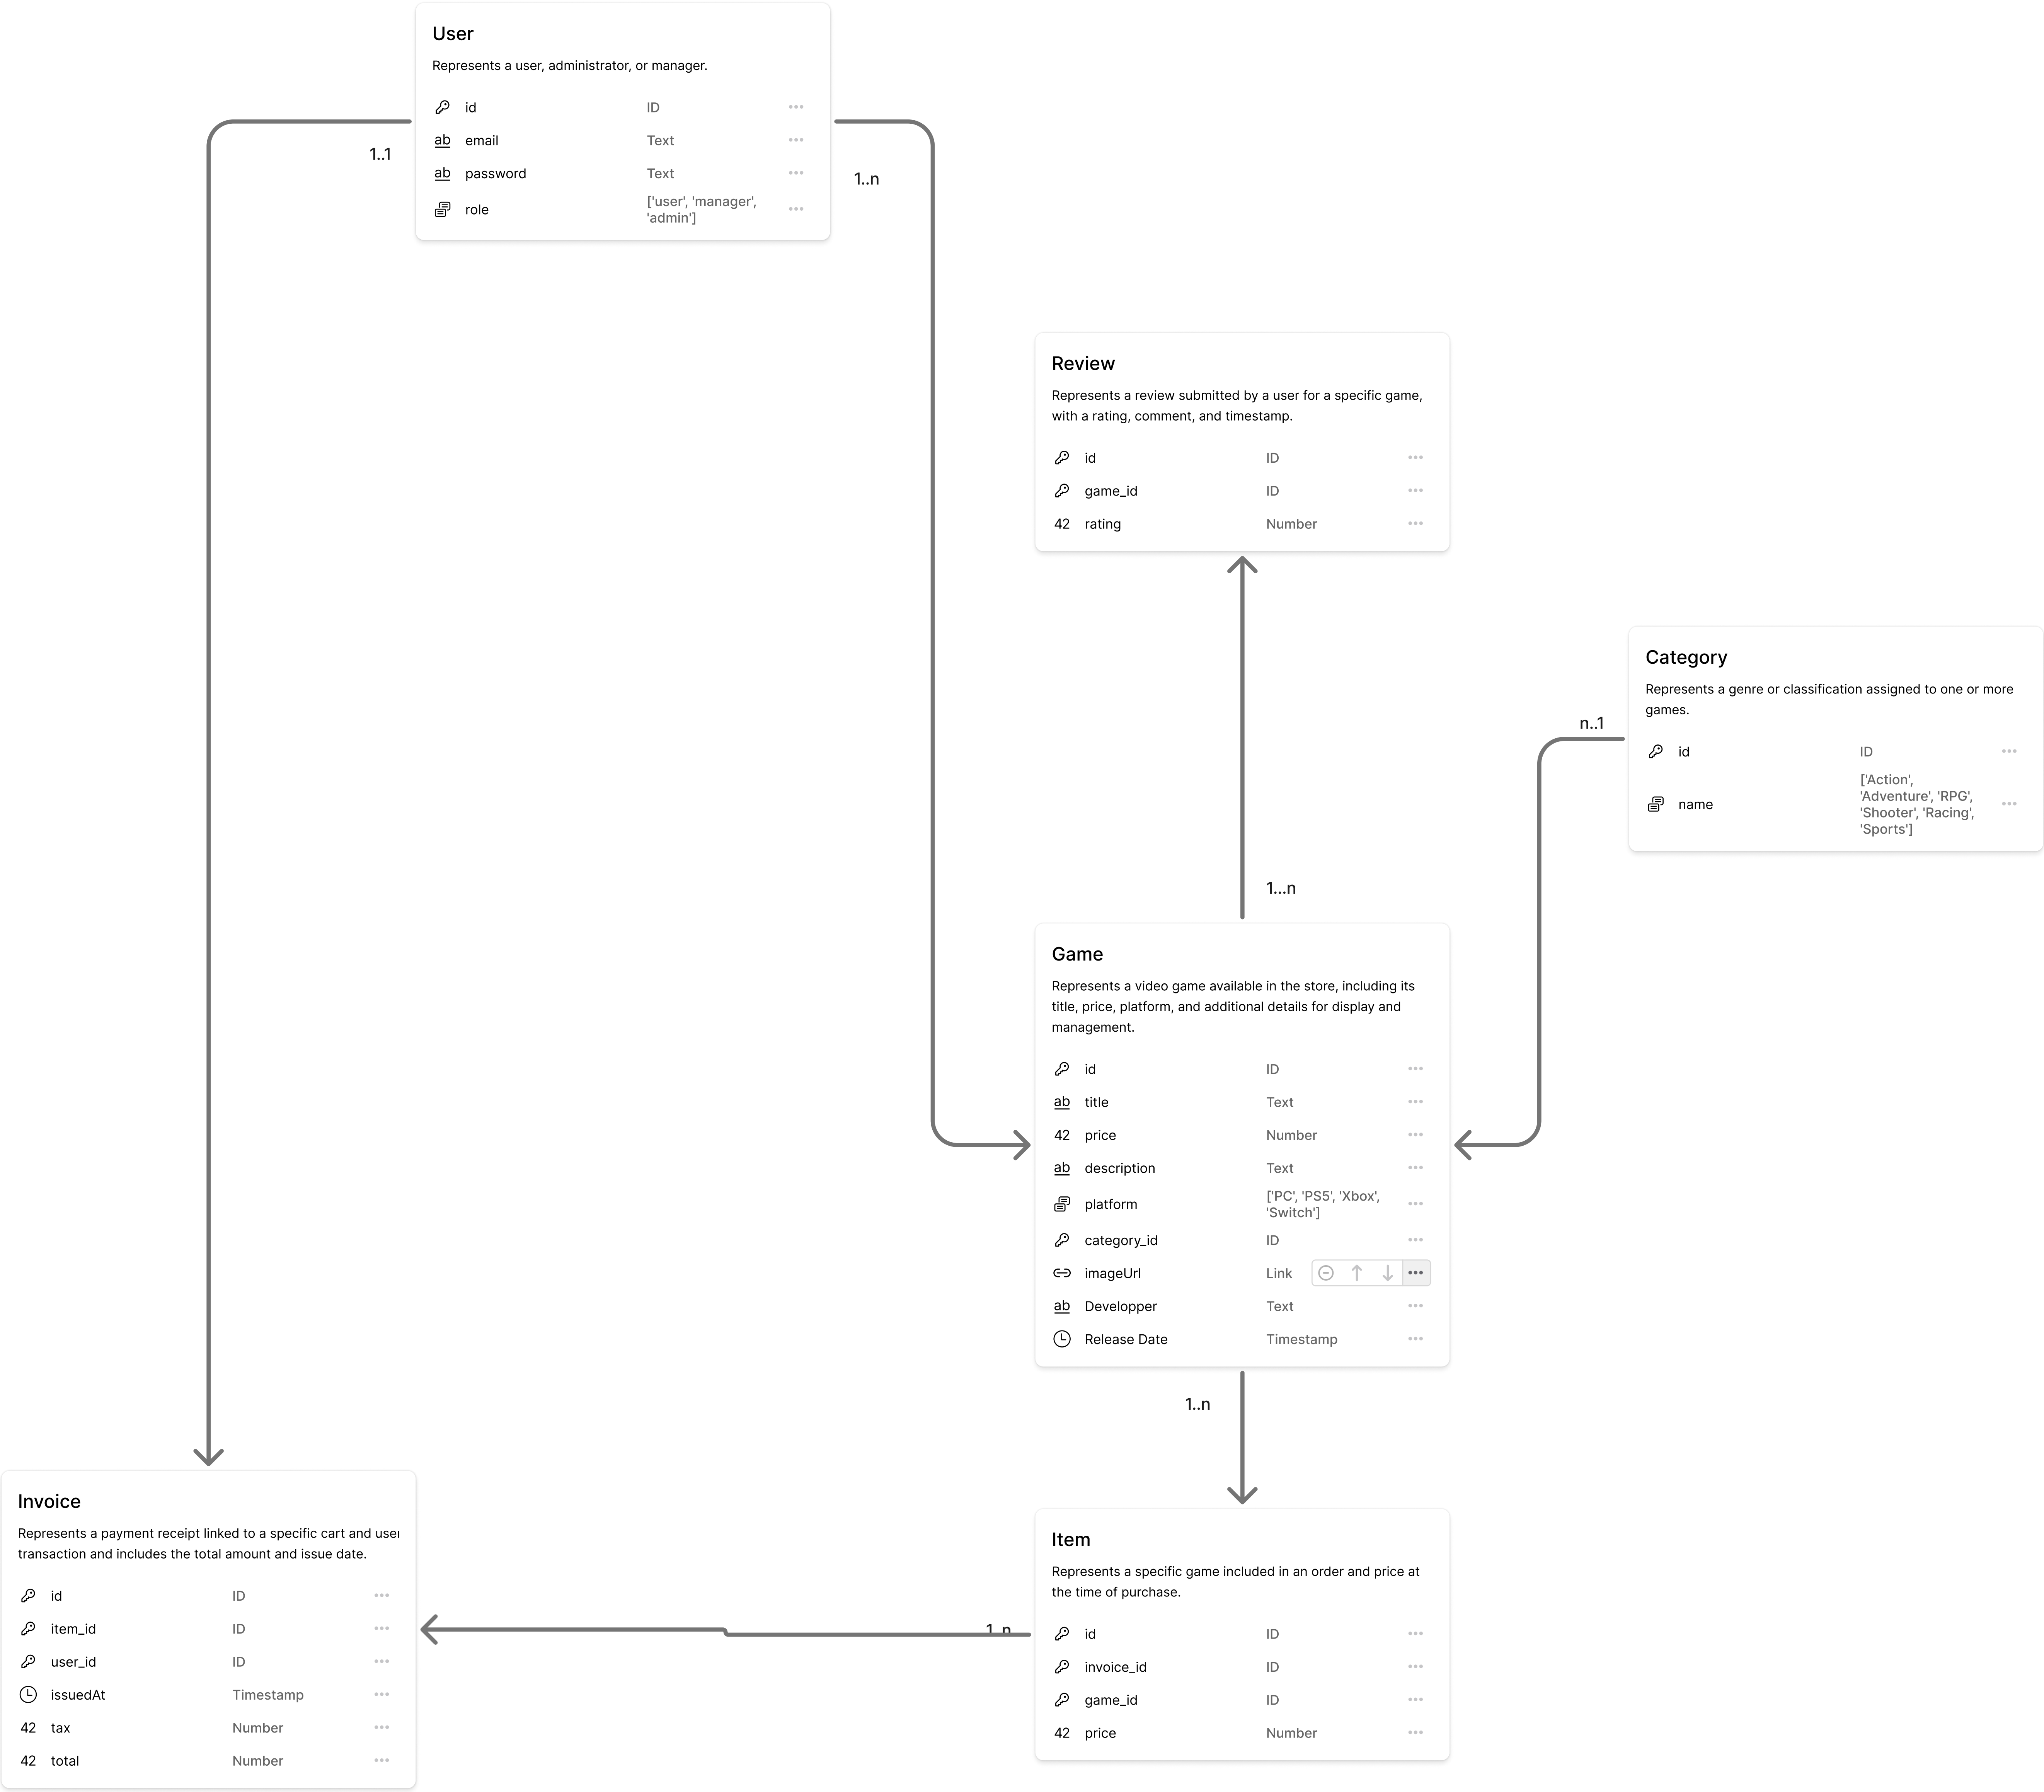 User
Represents a user, administrator, or manager.
id ID
ab email Text
ab password Text
role ['user', 'manager',
'admin']
1..1
1..n
Review
Represents a review submitted by a user for a specific game,
with a rating, comment, and timestamp.
id ID
game_id ID
42 rating Number
Category
Represents a genre or classification assigned to one or more
games.
id ID
name ['Action',
'Adventure', 'RPG',
'Shooter', 'Racing',
'Sports']
n..1
1...n
Game
Represents a video game available in the store, including its
title, price, platform, and additional details for display and
management.
id ID
ab title Text
42 price Number
ab description Text
platform ['PC', 'PS5', 'Xbox',
'Switch']
category_id ID
imageUrl Link
ab Developper Text
Release Date Timestamp
1..n
Invoice
Represents a payment receipt linked to a specific cart and user
transaction and includes the total amount and issue date.
id ID
item_id ID
user_id ID
issuedAt Timestamp
42 tax Number
42 total Number
1..n
Item
Represents a specific game included in an order and price at
the time of purchase.
id ID
invoice_id ID
game_id ID
42 price Number